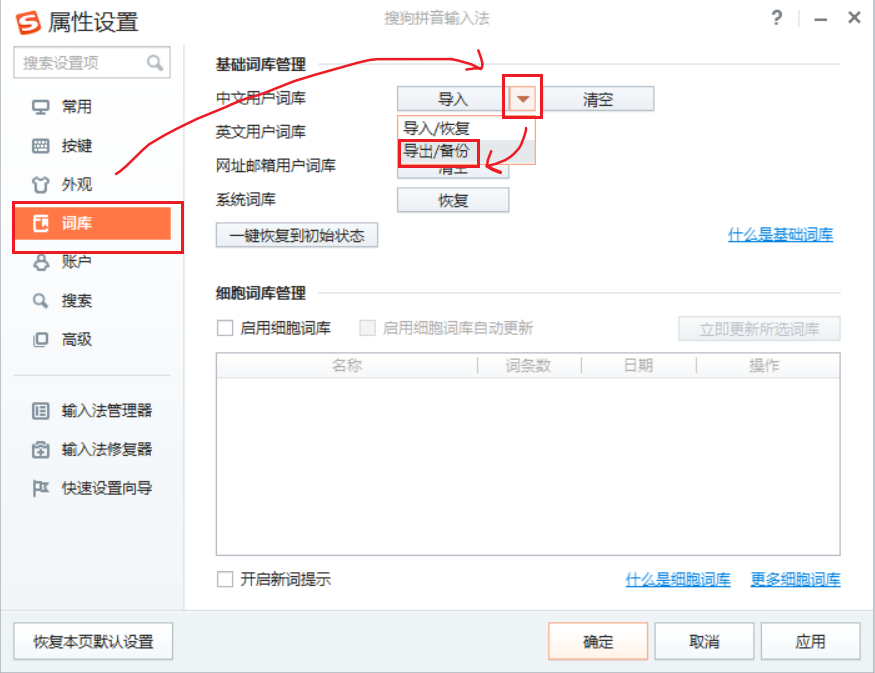 属性设置
搜狗拼音输入法
搜索设置项
常用
按键
外观
词库
账户
搜索
高级
输入法管理器
输入法修复器
快速设置向导
基础词库管理
中文用户词库 导入 清空
导入/恢复
英文用户词库
导出/备份
网址邮箱用户词库 清空
系统词库 恢复
一键恢复到初始状态 什么是基础词库
细胞词库管理
启用细胞词库 启用细胞词库自动更新 立即更新所选词库
名称 词条数 日期 操作
开启新词提示 什么是细胞词库 更多细胞词库
恢复本页默认设置 确定 取消 应用